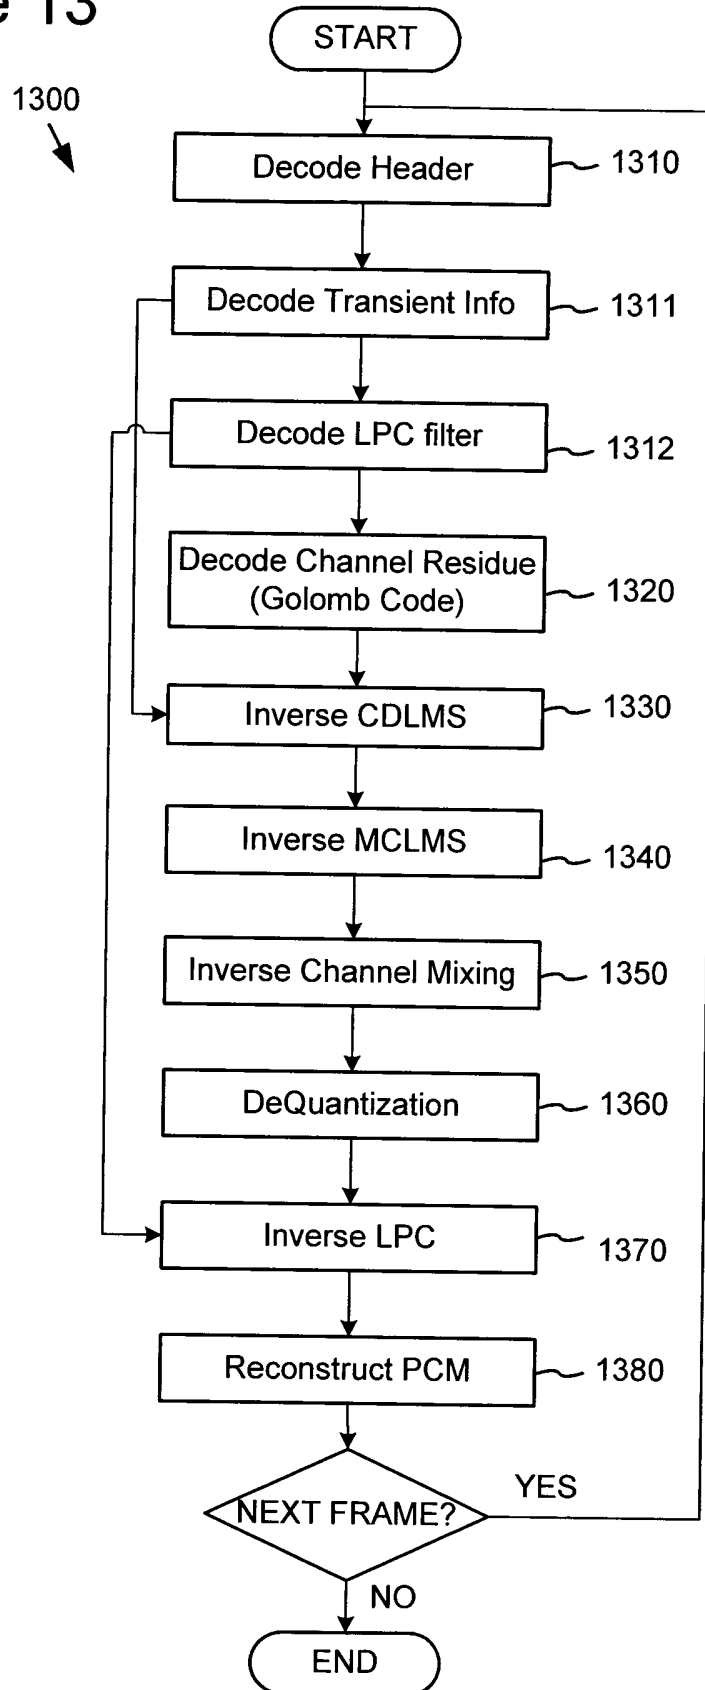 e 13
START
1300
Decode Header
1310
Decode Transient Info
1311
Decode LPC filter
1312
Decode Channel Residue
(Golomb Code)
1320
Inverse CDLMS
1330
Inverse MCLMS
1340
Inverse Channel Mixing
1350
DeQuantization
1360
Inverse LPC
1370
Reconstruct PCM
1380
NEXT FRAME?
YES
NO
END